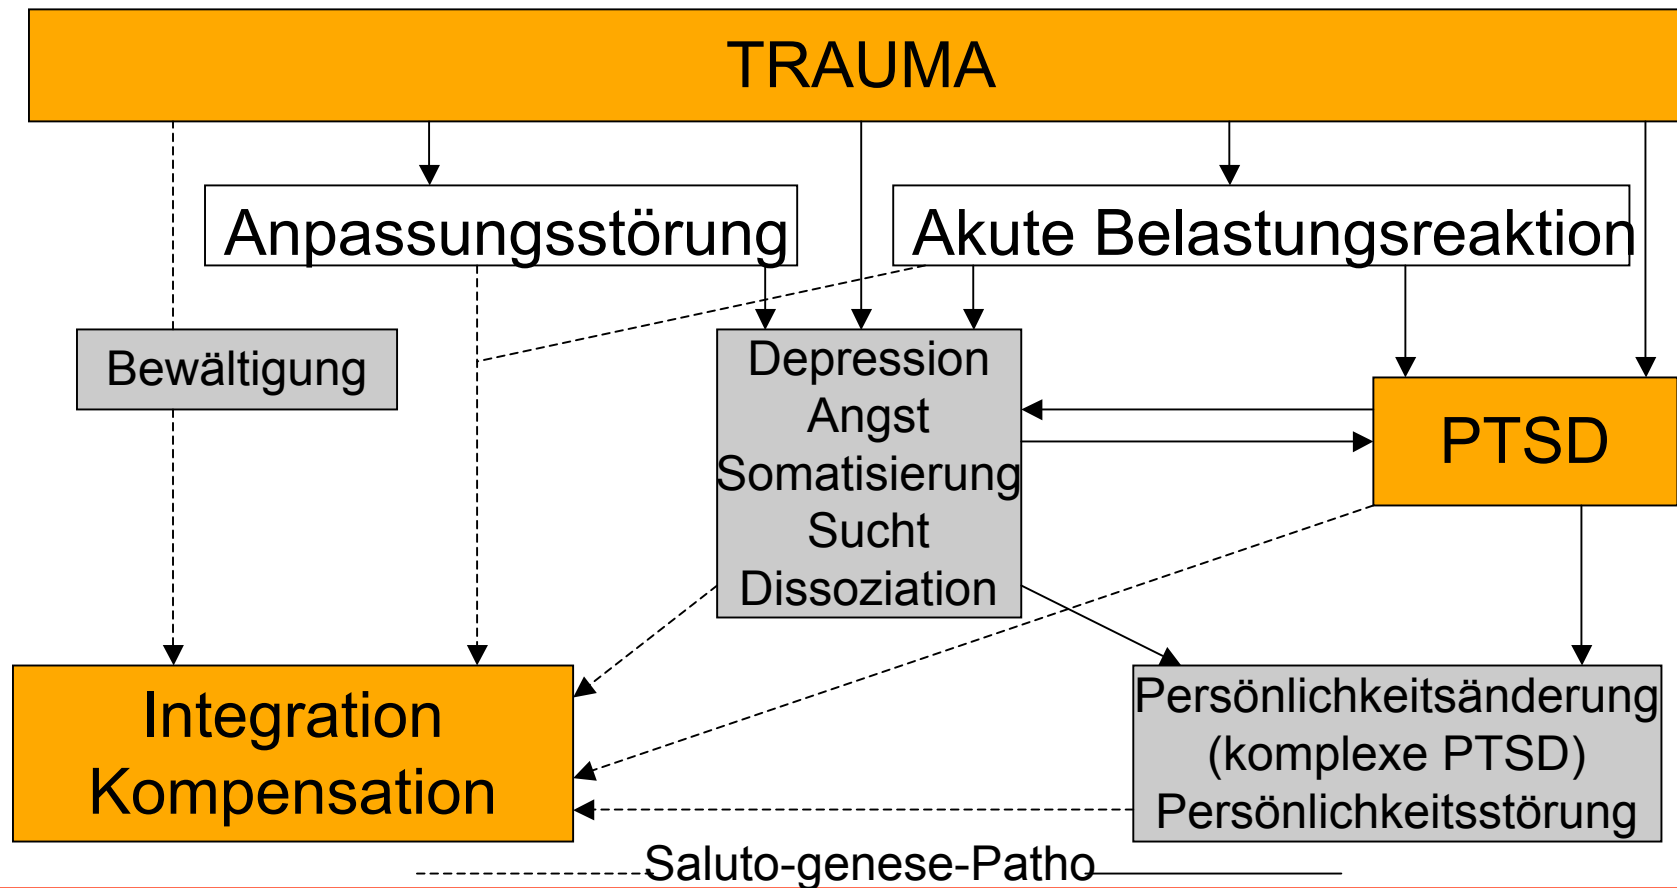 TRAUMA
Anpassungsstörung
Akute Belastungsreaktion
Bewältigung
Depression
Angst
Somatisierung
Sucht
Dissoziation
PTSD
Integration
Kompensation
Persönlichkeitsänderung
(komplexe PTSD)
Persönlichkeitsstörung
Saluto-genese-Patho